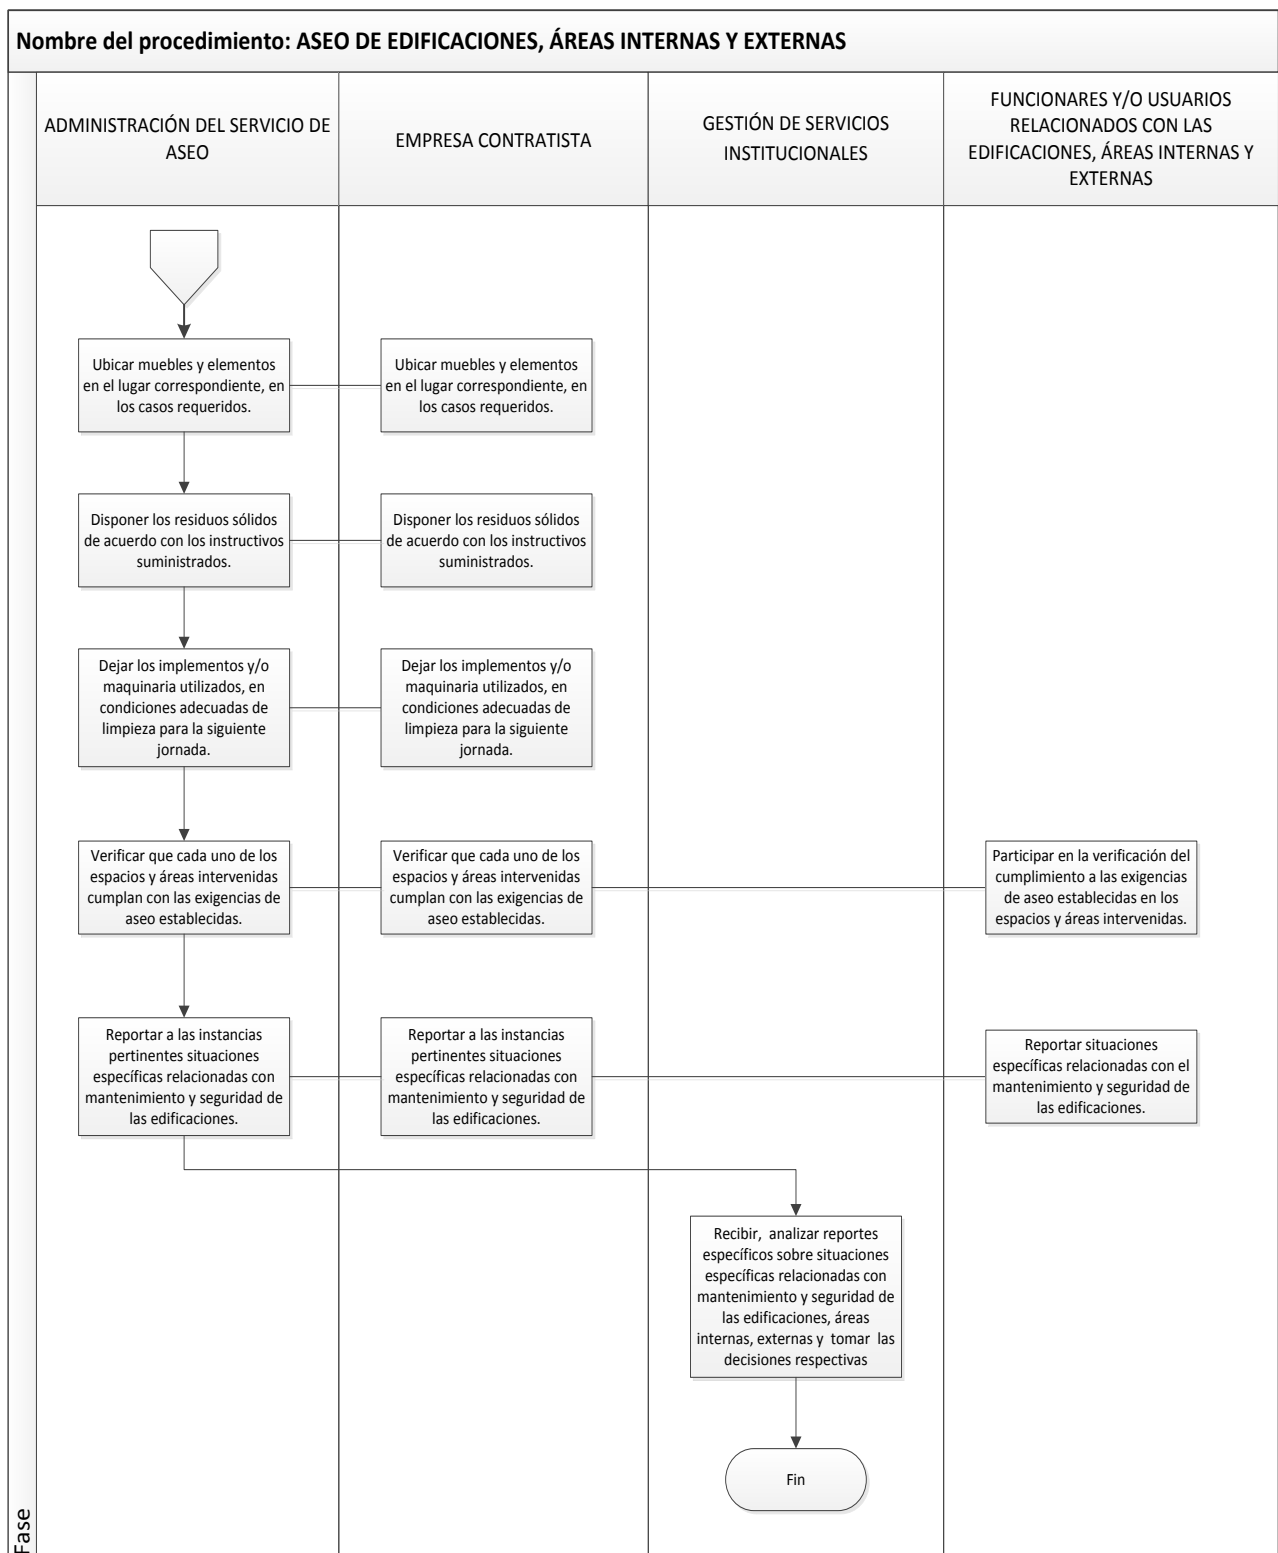 Nombre del procedimiento: ASEO DE EDIFICACIONES, ÁREAS INTERNAS Y EXTERNAS
ADMINISTRACIÓN DEL SERVICIO DE
ASEO
EMPRESA CONTRATISTA
GESTIÓN DE SERVICIOS
INSTITUCIONALES
FUNCIONARES Y/O USUARIOS
RELACIONADOS CON LAS
EDIFICACIONES, ÁREAS INTERNAS Y
EXTERNAS
Ubicar muebles y elementos
en el lugar correspondiente, en
los casos requeridos.
Ubicar muebles y elementos
en el lugar correspondiente, en
los casos requeridos.
Disponer los residuos sólidos
de acuerdo con los instructivos
suministrados.
Disponer los residuos sólidos
de acuerdo con los instructivos
suministrados.
Dejar los implementos y/o
maquinaria utilizados, en
condiciones adecuadas de
limpieza para la siguiente
jornada.
Dejar los implementos y/o
maquinaria utilizados, en
condiciones adecuadas de
limpieza para la siguiente
jornada.
Verificar que cada uno de los
espacios y áreas intervenidas
cumplan con las exigencias de
aseo establecidas.
Verificar que cada uno de los
espacios y áreas intervenidas
cumplan con las exigencias de
aseo establecidas.
Participar en la verificación del
cumplimiento a las exigencias
de aseo establecidas en los
espacios y áreas intervenidas.
Reportar a las instancias
pertinentes situaciones
específicas relacionadas con
mantenimiento y seguridad de
las edificaciones.
Reportar a las instancias
pertinentes situaciones
específicas relacionadas con
mantenimiento y seguridad de
las edificaciones.
Reportar situaciones
específicas relacionadas con el
mantenimiento y seguridad de
las edificaciones.
Recibir, analizar reportes
específicos sobre situaciones
específicas relacionadas con
mantenimiento y seguridad de
las edificaciones, áreas
internas, externas y tomar las
decisiones respectivas
Fin
Fase